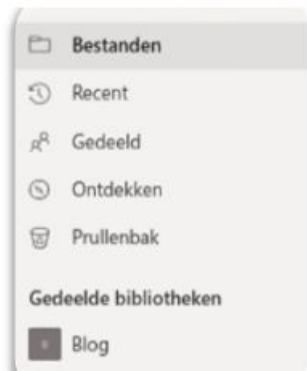 Bestanden
Recent
Gedeeld
Ontdekken
Prullenbak
Gedeelde bibliotheken
Blog